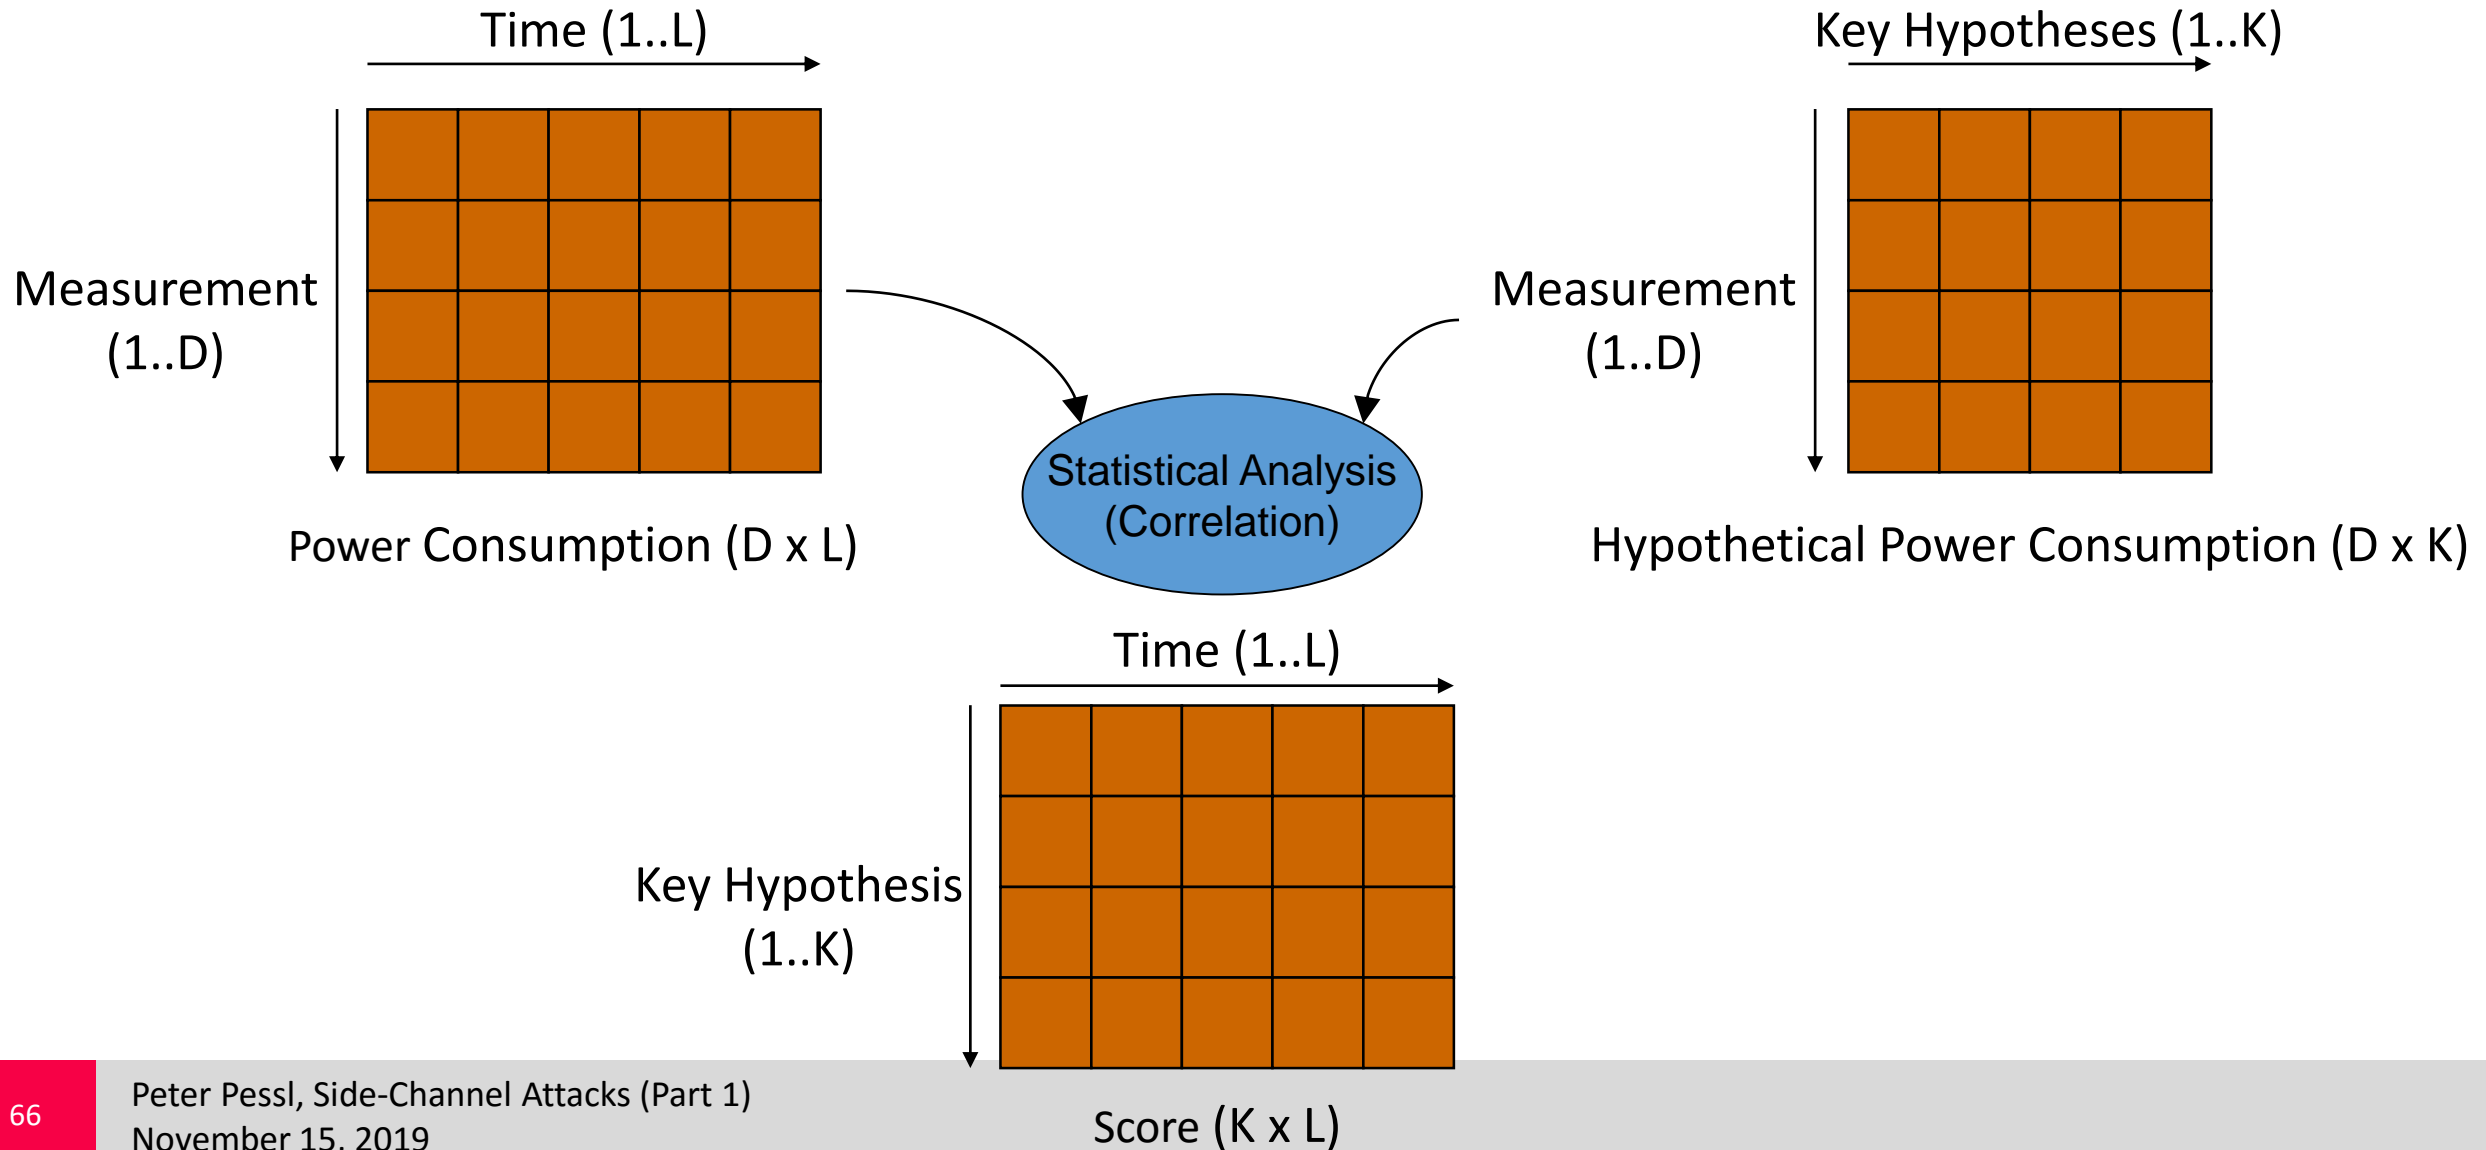 Time (1..L)
Key Hypotheses (1..K)
Measurement
(1..D)
Measurement
(1..D)
Statistical Analysis
(Correlation)
Power Consumption (D x L)
Hypothetical Power Consumption (D x K)
Time (1..L)
Key Hypothesis
(1..K)
Score (K x L)
66
Peter Pessl, Side-Channel Attacks (Part 1)
November 15, 2019